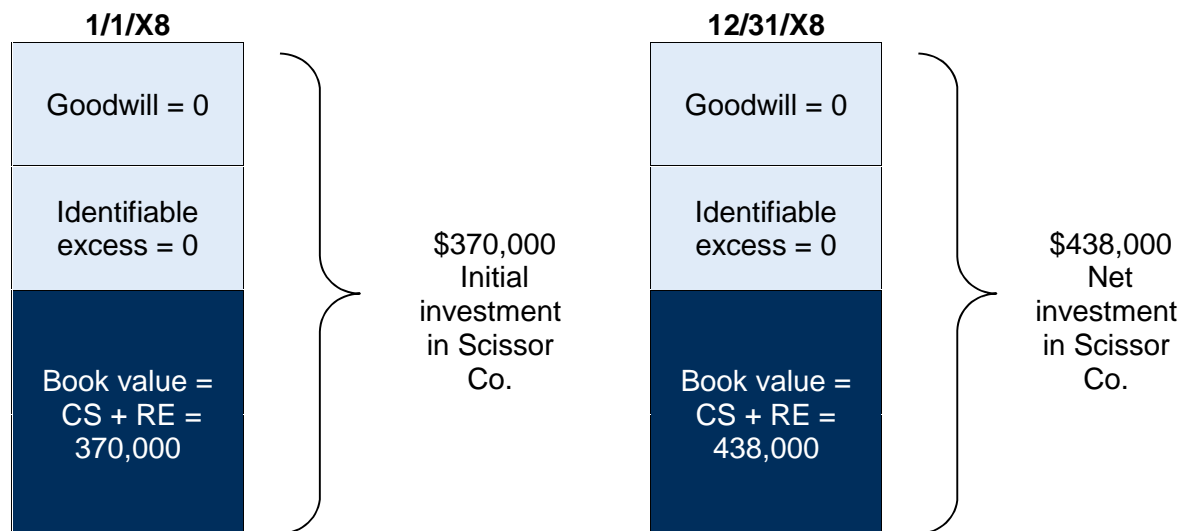 1/1/X8
Goodwill = 0
Identifiable
excess = 0
Book value =
CS + RE =
370,000
$370,000
Initial
investment
in Scissor
Co.
12/31/X8
Goodwill = 0
Identifiable
excess = 0
Book value =
CS + RE =
438,000
$438,000
Net
investment
in Scissor
Co.